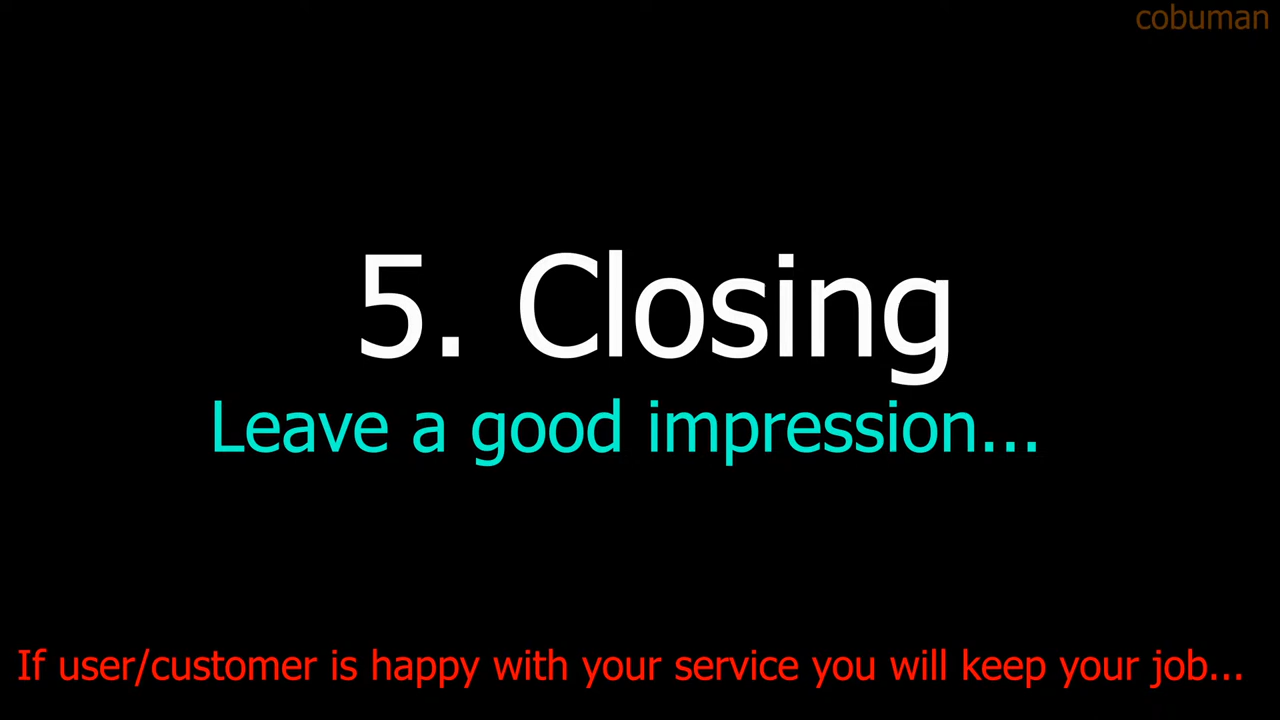 cobuman
5. Closing
Leave a good impression...
If user/customer is happy with your service you will keep your job...